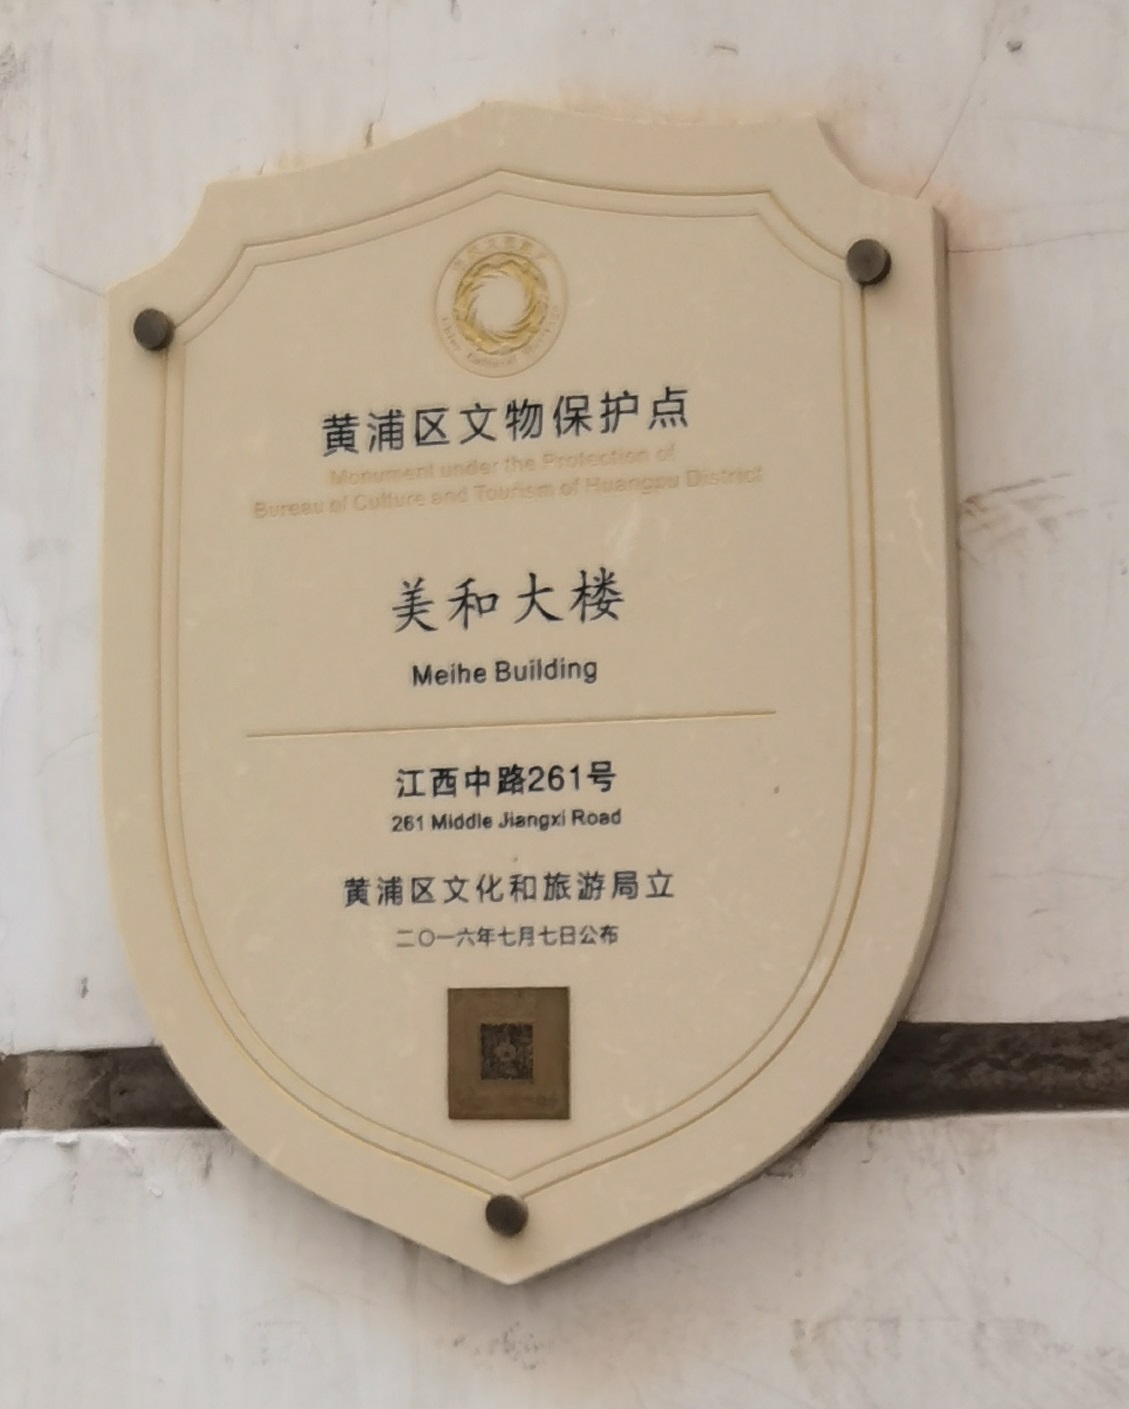 黄浦区文物保护点
Monument under the Protection of
Bureau of Culture and Tourism of Huangpu District
美和大楼
Meihe Building
江西中路261号
261 Middle Jiangxi Road
黄浦区文化和旅游局立
二〇一六年七月七日公布